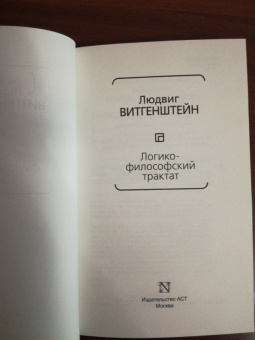 Людвиг
ВИТГЕНШТЕЙН
Логико-
философский
трактат
Издательство АСТ
Москва